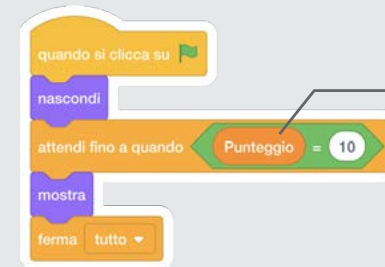 quando si clicca su
nascondi
attendi fino a quando Punteggio = 10
mostra
ferma tutto